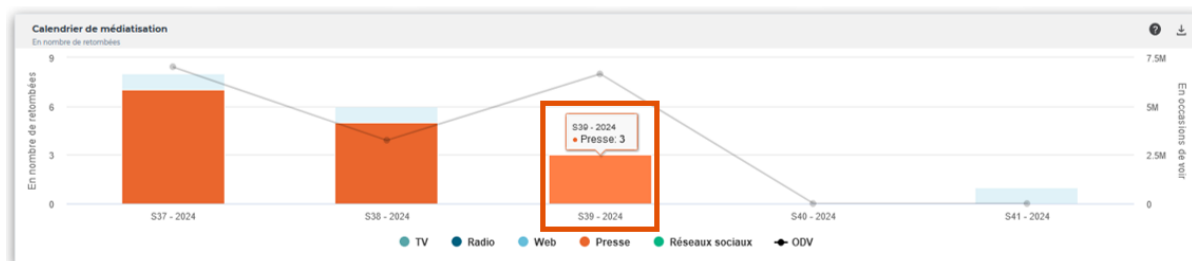 Calendrier de médiatisation
En nombre de retombées
9
7.5M
6
5M
3
2.5M
0
0
En nombre de retombées
En occasions de voir
S39 - 2024
Presse: 3
S37 - 2024
S38 - 2024
S39 - 2024
S40 - 2024
S41 - 2024
TV
Radio
Web
Presse
Réseaux sociaux
ODV